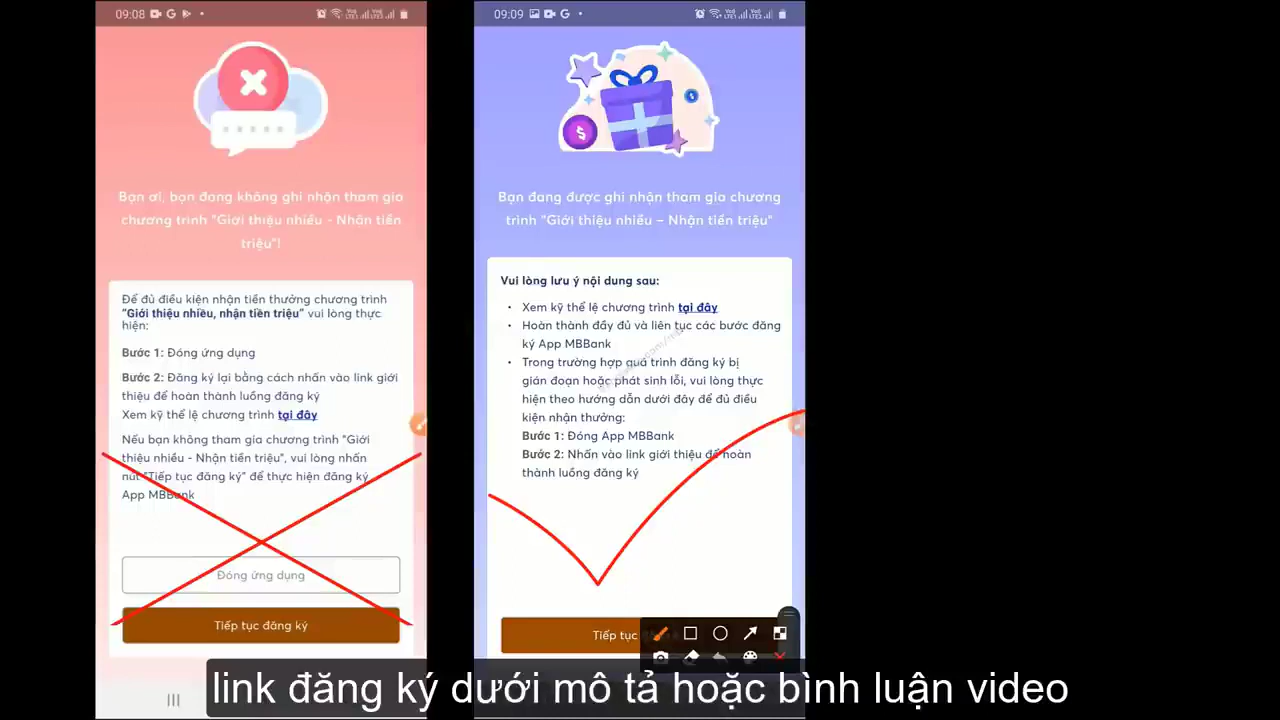 09:08
Bạn ơi, bạn đang không ghi nhận tham gia
chương trình "Giới thiệu nhiều - Nhận tiền
triệu"!
Để đủ điều kiện nhận tiền thưởng chương trình
"Giới thiệu nhiều, nhận tiền triệu" vui lòng thực
hiện:
Bước 1: Đóng ứng dụng
Bước 2: Đăng ký lại bằng cách nhấn vào link giới
thiệu để hoàn thành luồng đăng ký
Xem kỹ thể lệ chương trình tại đây
Nếu bạn không tham gia chương trình "Giới
thiệu nhiều - Nhận tiền triệu", vui lòng nhấn
nút "Tiếp tục đăng ký" để thực hiện đăng ký
App MBBank
Đóng ứng dụng
Tiếp tục đăng ký
09:09
Bạn đang được ghi nhận tham gia chương
trình "Giới thiệu nhiều – Nhận tiền triệu"
Vui lòng lưu ý nội dung sau:
• Xem kỹ thể lệ chương trình tại đây
• Hoàn thành đầy đủ và liên tục các bước đăng
ký App MBBank
• Trong trường hợp quá trình đăng ký bị
gián đoạn hoặc phát sinh lỗi, vui lòng thực
hiện theo hướng dẫn dưới đây để đủ điều
kiện nhận thưởng:
Bước 1: Đóng App MBBank
Bước 2: Nhấn vào link giới thiệu để hoàn
thành luồng đăng ký
Tiếp tục
link đăng ký dưới mô tả hoặc bình luận video